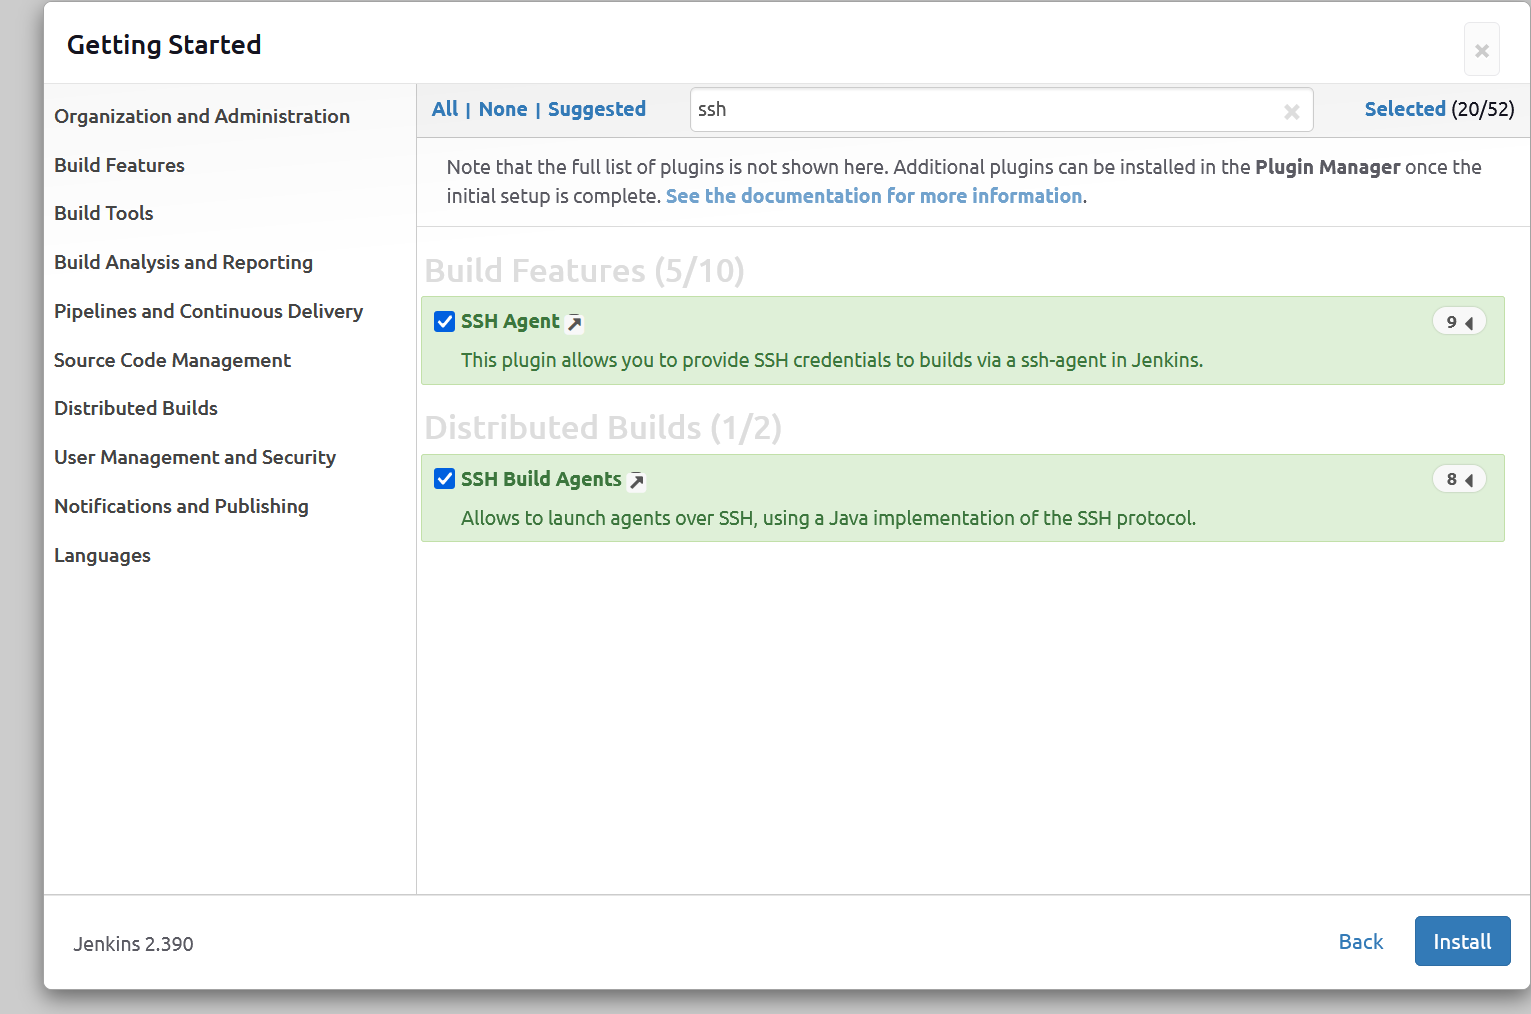 Getting Started
×
Organization and Administration
Build Features
Build Tools
Build Analysis and Reporting
Pipelines and Continuous Delivery
Source Code Management
Distributed Builds
User Management and Security
Notifications and Publishing
Languages
All | None | Suggested
ssh
×
Selected (20/52)
Note that the full list of plugins is not shown here. Additional plugins can be installed in the Plugin Manager once the
initial setup is complete. See the documentation for more information.
Build Features (5/10)
SSH Agent
9
This plugin allows you to provide SSH credentials to builds via a ssh-agent in Jenkins.
Distributed Builds (1/2)
SSH Build Agents
8
Allows to launch agents over SSH, using a Java implementation of the SSH protocol.
Jenkins 2.390
Back
Install